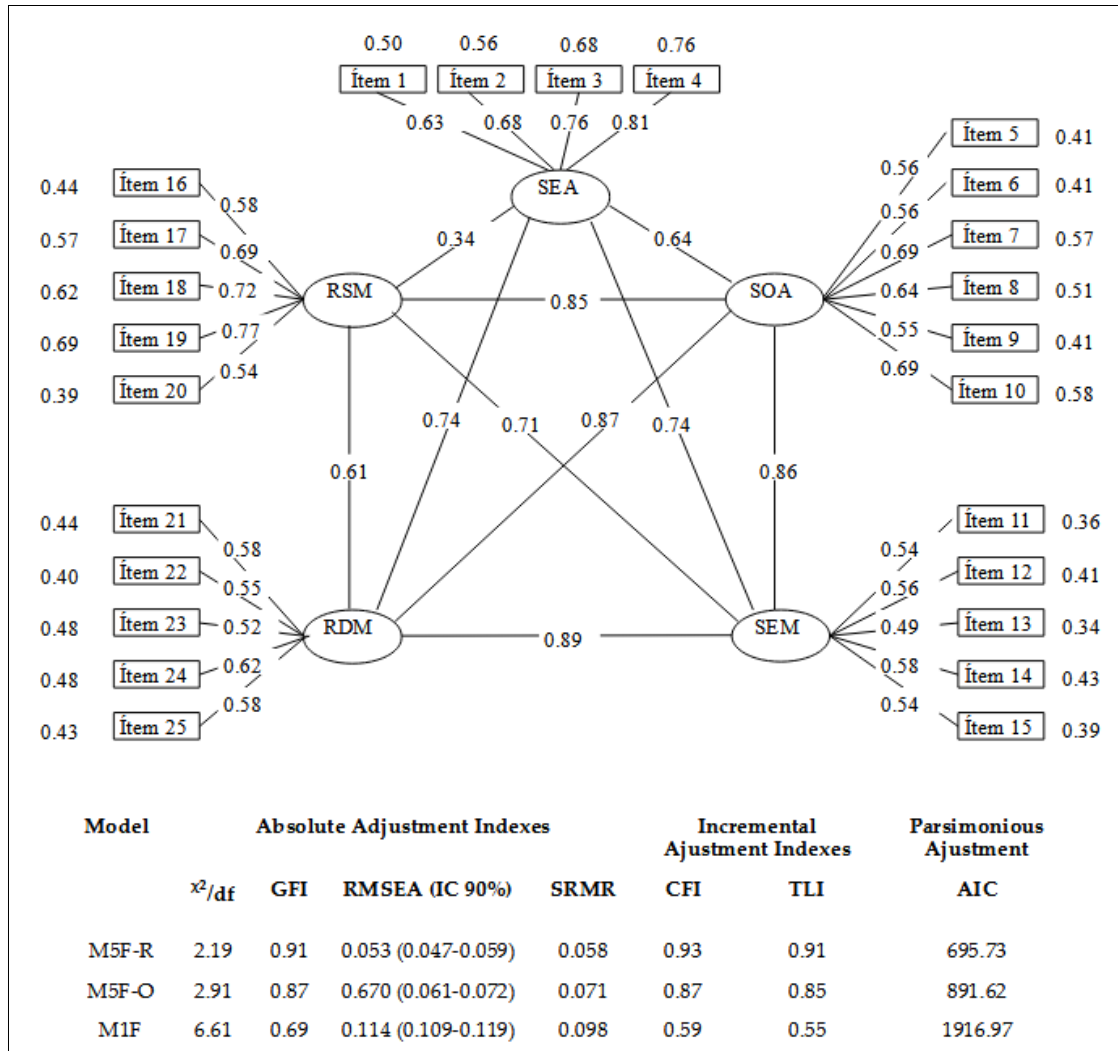 0.50 0.56 0.68 0.76
Ítem 1 Ítem 2 Ítem 3 Ítem 4
0.63 0.68 0.76 0.81
SEA
0.44 Ítem 16 0.58
0.57 Ítem 17 0.69
0.62 Ítem 18 0.72
0.69 Ítem 19 0.77
0.39 Ítem 20 0.54
RSM
0.56 Ítem 5 0.41
0.56 Ítem 6 0.41
0.69 Ítem 7 0.57
0.64 Ítem 8 0.51
0.55 Ítem 9 0.41
0.69 Ítem 10 0.58
SOA
0.34 0.64
0.85
0.74 0.71 0.87 0.74
0.61 0.86
0.89
0.44 Ítem 21 0.58
0.40 Ítem 22 0.55
0.48 Ítem 23 0.52
0.48 Ítem 24 0.62
0.43 Ítem 25 0.58
RDM
0.54 Ítem 11 0.36
0.56 Ítem 12 0.41
0.49 Ítem 13 0.34
0.58 Ítem 14 0.43
0.54 Ítem 15 0.39
SEM
Model Absolute Adjustment Indexes Incremental Ajustment Indexes Parsimonious Ajustment
χ²/df GFI RMSEA (IC 90%) SRMR CFI TLI AIC
M5F-R 2.19 0.91 0.053 (0.047-0.059) 0.058 0.93 0.91 695.73
M5F-O 2.91 0.87 0.670 (0.061-0.072) 0.071 0.87 0.85 891.62
M1F 6.61 0.69 0.114 (0.109-0.119) 0.098 0.59 0.55 1916.97